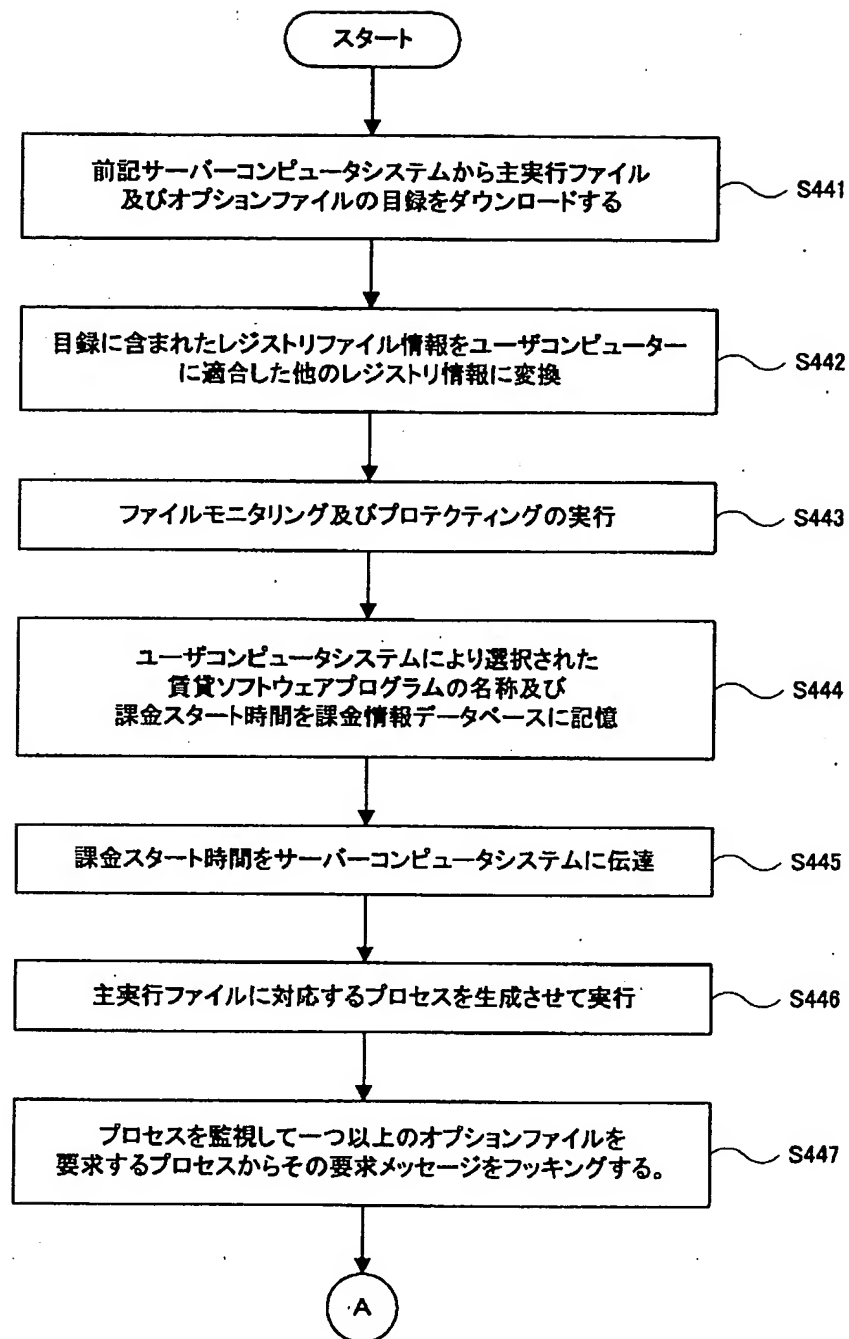 スタート
前記サーバーコンピュータシステムから主実行ファイル
及びオプションファイルの目録をダウンロードする
S441
目録に含まれたレジストリファイル情報をユーザコンピューター
に適合した他のレジストリ情報に変換
S442
ファイルモニタリング及びプロテクティングの実行
S443
ユーザコンピュータシステムにより選択された
賃貸ソフトウェアプログラムの名称及び
課金スタート時間を課金情報データベースに記憶
S444
課金スタート時間をサーバーコンピュータシステムに伝達
S445
主実行ファイルに対応するプロセスを生成させて実行
S446
プロセスを監視して一つ以上のオプションファイルを
要求するプロセスからその要求メッセージをフッキングする。
S447
A